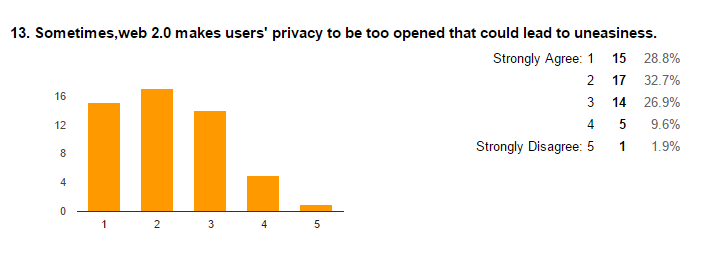 13. Sometimes,web 2.0 makes users' privacy to be too opened that could lead to uneasiness.
Strongly Agree: 1 15 28.8%
2 17 32.7%
3 14 26.9%
4 5 9.6%
Strongly Disagree: 5 1 1.9%
16
12
8
4
0
1 2 3 4 5